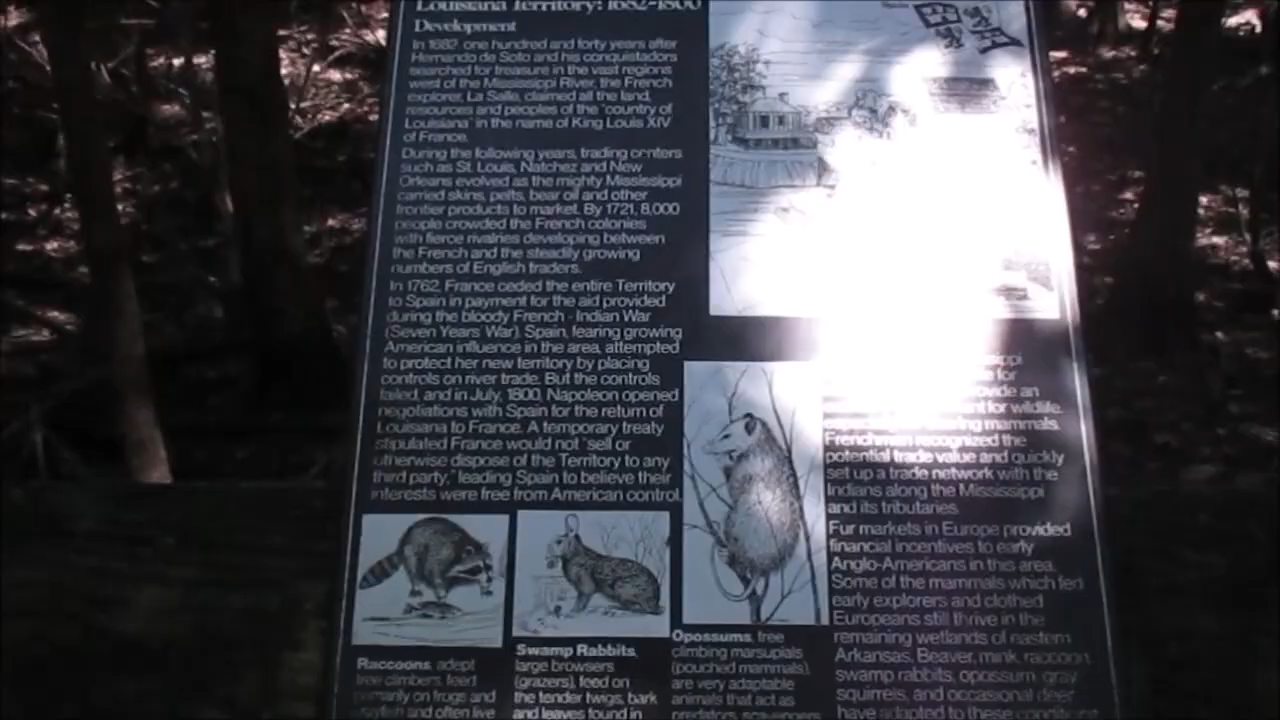 Louisiana Territory: 1682-1800
Development
In 1682, one hundred and forty years after
Hernando de Soto and his conquistadors
searched for treasure in the vast regions
west of the Mississippi River, the French
explorer, La Salle, claimed all the land,
resources and peoples of the "country of
Louisiana" in the name of King Louis XIV
of France.
During the following years, trading centers
such as St. Louis, Natchez and New
Orleans evolved as the mighty Mississippi
carried skins, pelts, bear oil and other
frontier products to market. By 1721, 8,000
people crowded the French colonies
with fierce rivalries developing between
the French and the steadily growing
numbers of English traders.
In 1762, France ceded the entire Territory
to Spain in payment for the aid provided
during the bloody French - Indian War
(Seven Years' War). Spain, fearing growing
American influence in the area, attempted
to protect her new territory by placing
controls on river trade. But the controls
failed, and in July, 1800, Napoleon opened
negotiations with Spain for the return of
Louisiana to France. A temporary treaty
stipulated France would not "sell or
otherwise dispose of the Territory to any
third party," leading Spain to believe their
interests were free from American control.
Raccoons, adept
tree climbers, feed
primarily on frogs and
crayfish and often live
Swamp Rabbits,
large browsers
(grazers), feed on
the tender twigs, bark
and leaves found in
Opossums, tree
climbing marsupials
(pouched mammals),
are very adaptable
animals that act as
predators, scavengers
for
an
for wildlife,
mammals.
Frenchmen recognized the
potential trade value and quickly
set up a trade network with the
Indians along the Mississippi
and its tributaries.
Fur markets in Europe provided
financial incentives to early
Anglo-Americans in this area.
Some of the mammals which fed
early explorers and clothed
Europeans still thrive in the
remaining wetlands of eastern
Arkansas. Beaver, mink, raccoon,
swamp rabbits, opossum, gray
squirrels, and occasional deer
have adapted to these conditions